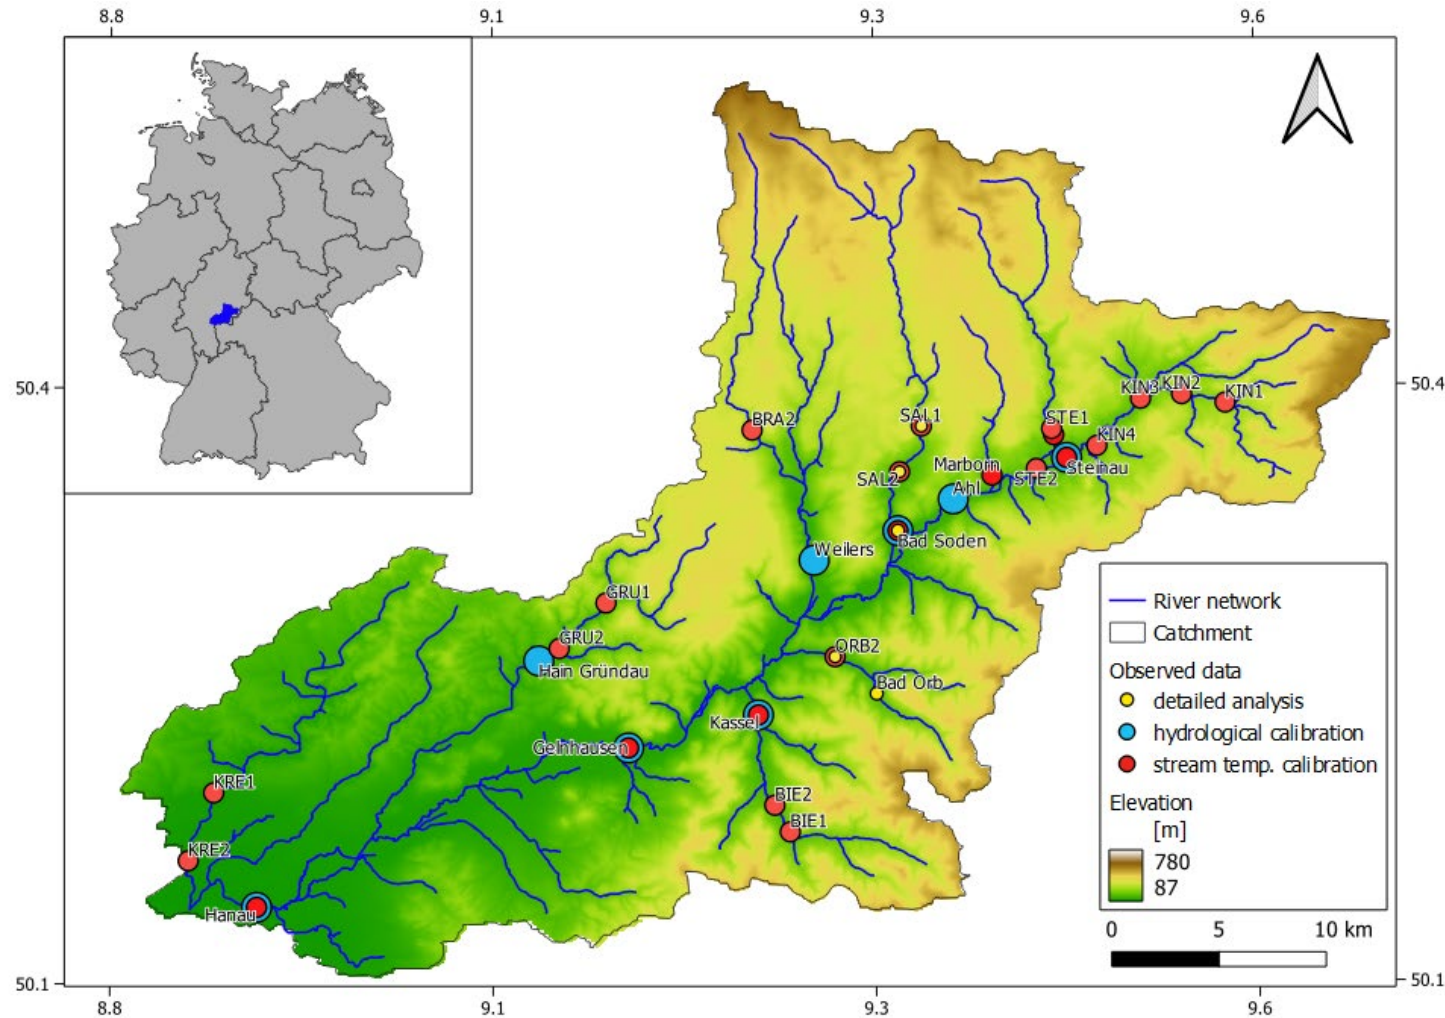 8.8
9.1
9.3
9.6
50.4
50.4
BRA2
SAL1
STE1
KIN3
KIN2
KIN1
KIN4
SAL2
Marborn
STE2
Steinau
Ahl
Bad Soden
Weilers
GRU1
GRU2
Hain Gründau
ORB2
Bad Orb
Kassel
Gelnhausen
KRE1
BIE2
BIE1
KRE2
Hanau
River network
Catchment
Observed data
detailed analysis
hydrological calibration
stream temp. calibration
Elevation
[m]
780
87
0 5 10 km
50.1
50.1
8.8
9.1
9.3
9.6